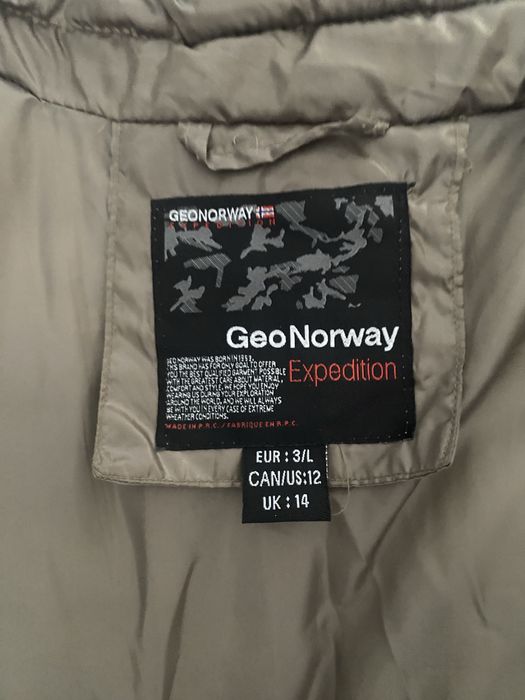 GEONORWAY
EXPEDITION
GeoNorway
Expedition
GEO NORWAY WAS BORN IN
THIS BRAND HAS FOR ONLY GOAL TO OFFER
YOU THE BEST QUALIFIED GARMENT POSSIBLE
WITH THE GREATEST CARE ABOUT MATERIAL,
COMFORT AND STYLE. WE HOPE YOU ENJOY
WEARING US DURING YOUR EXPLORATION
AROUND THE WORLD, AND WE WILL ALWAYS
BE WITH YOU IN EVERY CASE OF EXTREME
WHEATHER CONDITIONS.
MADE IN P.R.C. / FABRIQUE EN R.P.C.
EUR : 3/L
CAN/US:12
UK : 14